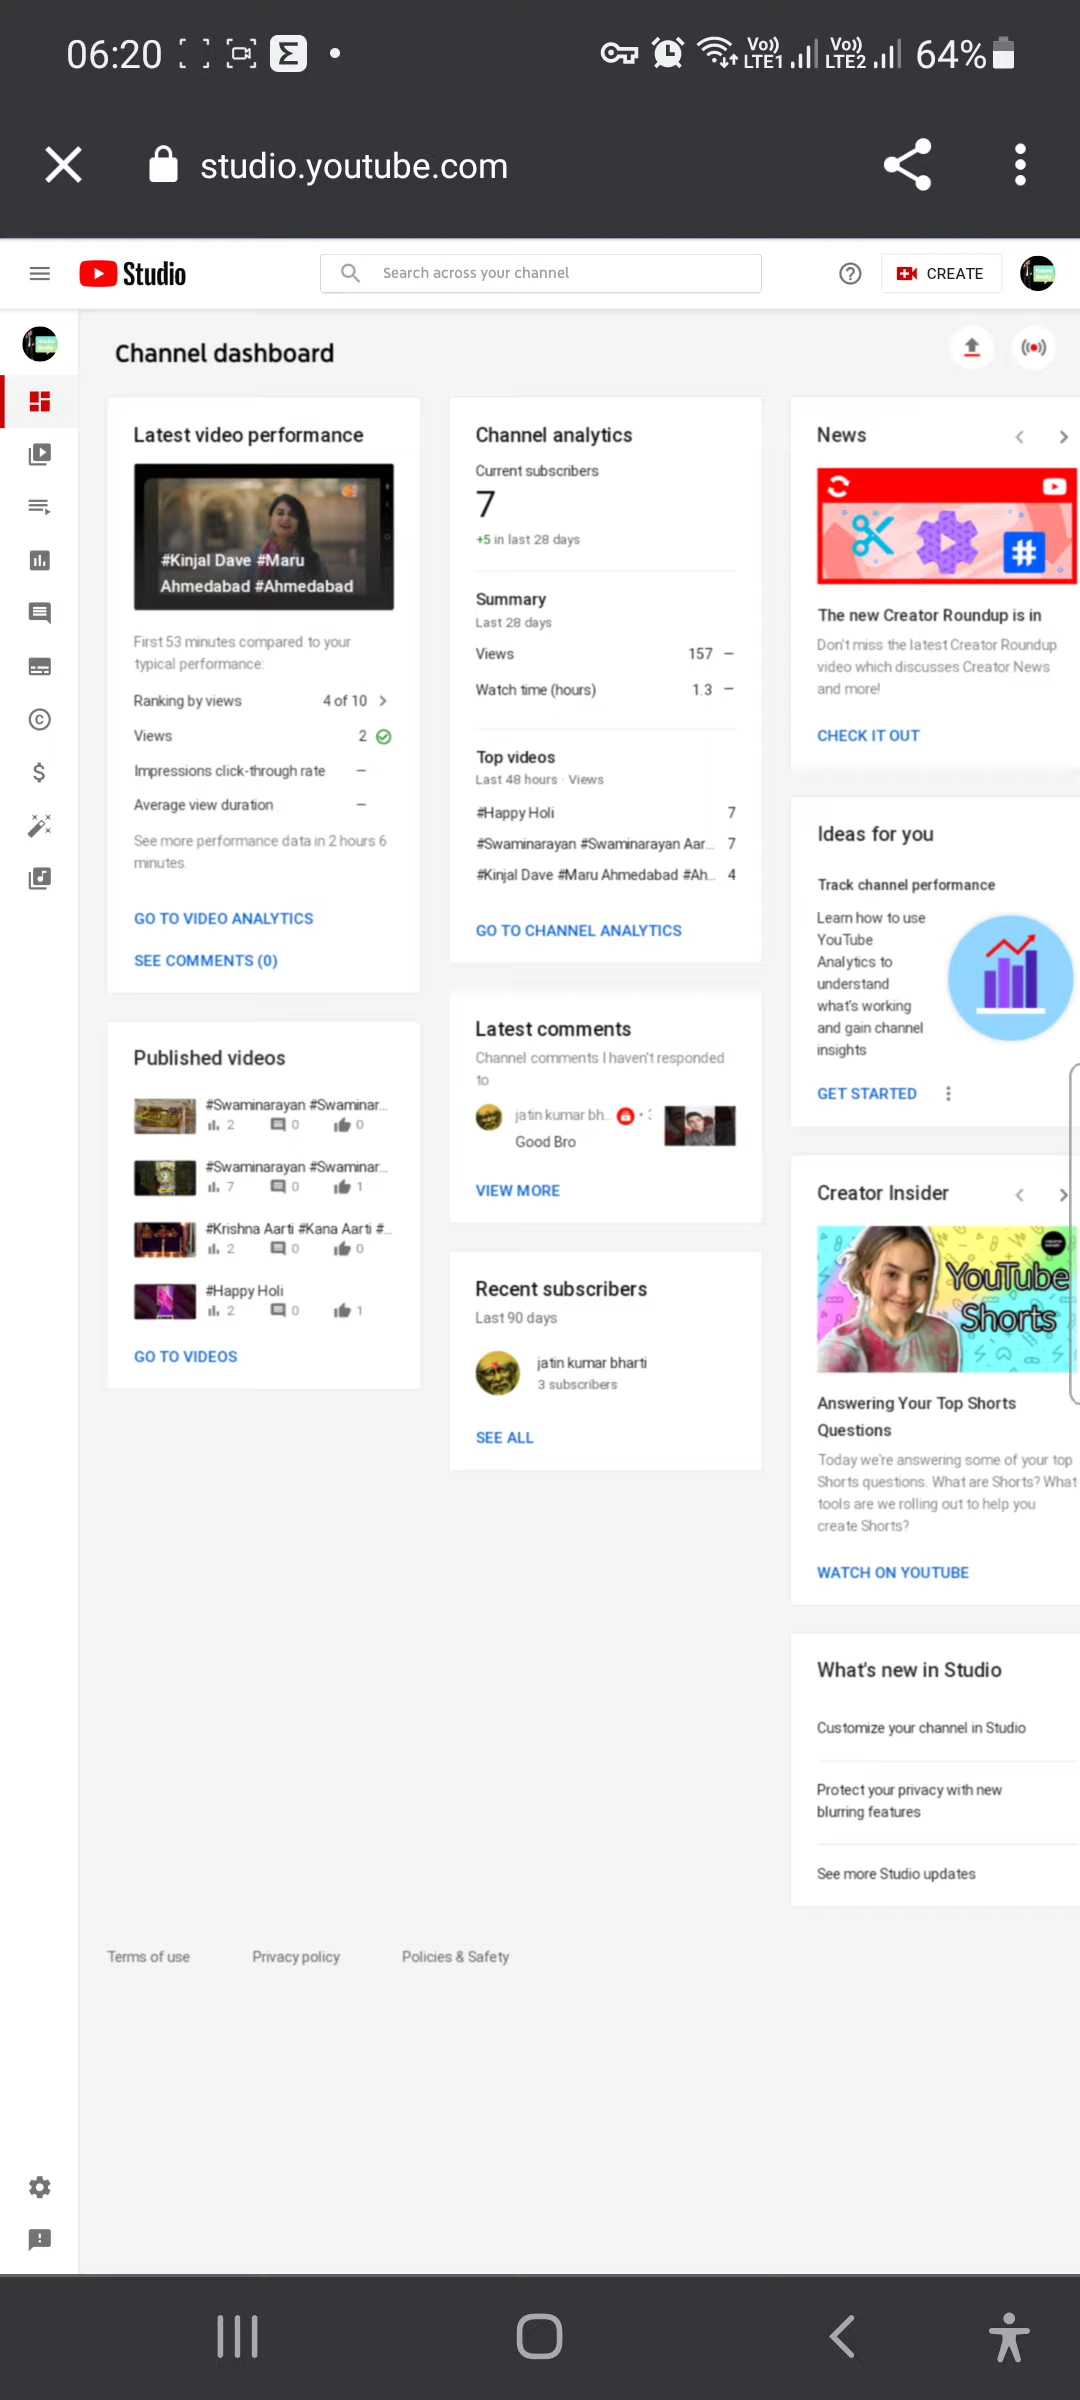 06:20
Vo)) LTE1
Vo)) LTE2
64%
studio.youtube.com
Studio
Search across your channel
CREATE
Channel dashboard
Latest video performance
#Kinjal Dave #Maru
Ahmedabad #Ahmedabad
First 53 minutes compared to your
typical performance:
Ranking by views 4 of 10
Views 2
Impressions click-through rate –
Average view duration –
See more performance data in 2 hours 6
minutes.
GO TO VIDEO ANALYTICS
SEE COMMENTS (0)
Published videos
#Swaminarayan #Swaminar...
2 0 0
#Swaminarayan #Swaminar...
7 0 1
#Krishna Aarti #Kana Aarti #...
2 0 0
#Happy Holi
2 0 1
GO TO VIDEOS
Channel analytics
Current subscribers
7
+5 in last 28 days
Summary
Last 28 days
Views 157 –
Watch time (hours) 1.3 –
Top videos
Last 48 hours · Views
#Happy Holi 7
#Swaminarayan #Swaminarayan Aar... 7
#Kinjal Dave #Maru Ahmedabad #Ah... 4
GO TO CHANNEL ANALYTICS
Latest comments
Channel comments I haven't responded
to
jatin kumar bh... •
Good Bro
VIEW MORE
Recent subscribers
Last 90 days
jatin kumar bharti
3 subscribers
SEE ALL
News
#
The new Creator Roundup is in
Don't miss the latest Creator Roundup
video which discusses Creator News
and more!
CHECK IT OUT
Ideas for you
Track channel performance
Learn how to use
YouTube
Analytics to
understand
what's working
and gain channel
insights
GET STARTED
Creator Insider
YouTube
Shorts
Answering Your Top Shorts
Questions
Today we're answering some of your top
Shorts questions. What are Shorts? What
tools are we rolling out to help you
create Shorts?
WATCH ON YOUTUBE
What's new in Studio
Customize your channel in Studio
Protect your privacy with new
blurring features
See more Studio updates
Terms of use Privacy policy Policies & Safety